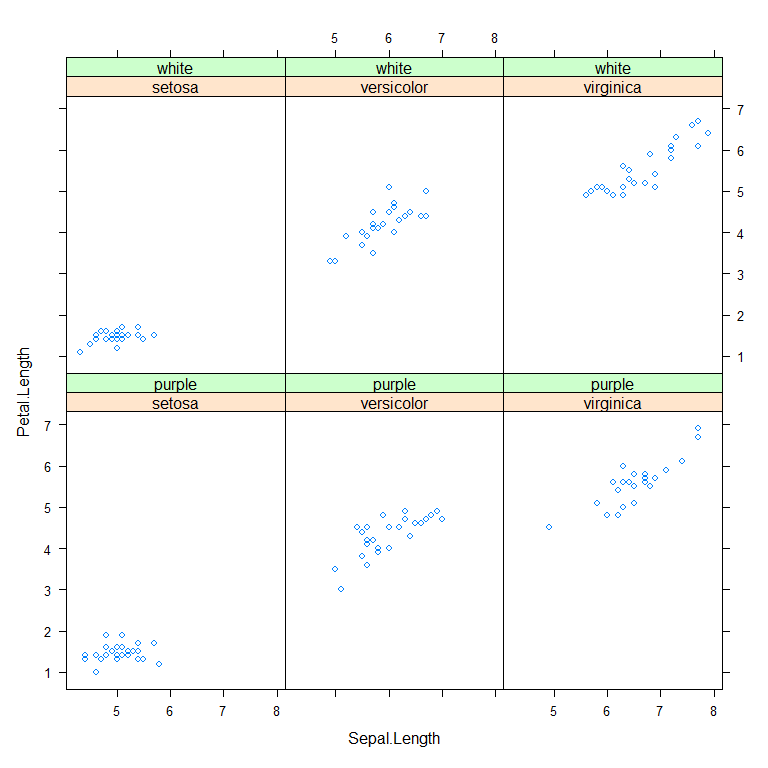 5 6 7 8
white white white
setosa versicolor virginica
7
6
5
4
3
2
1
Petal.Length
purple purple purple
setosa versicolor virginica
7
6
5
4
3
2
1
5 6 7 8 5 6 7 8
Sepal.Length